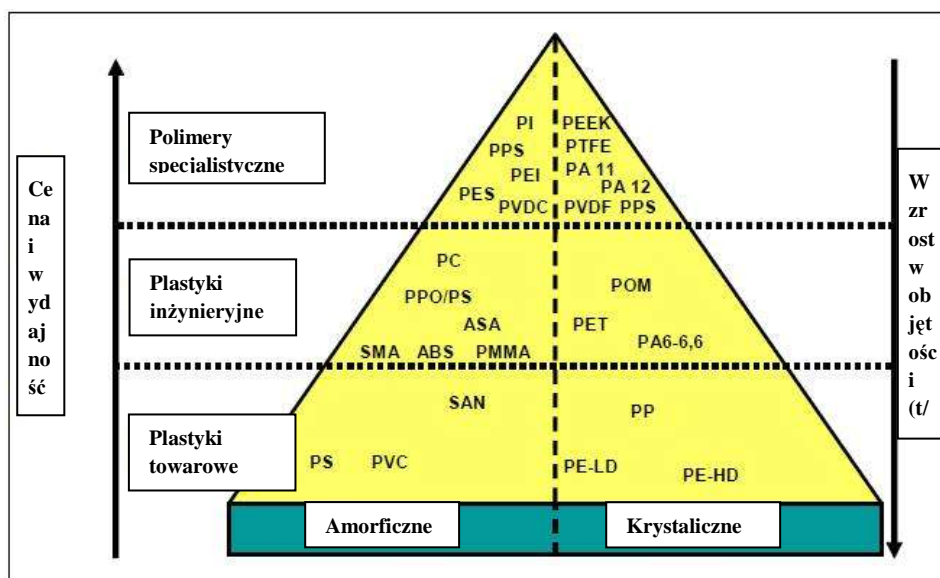 Ce
na
i
w
yd
aj
no
ść
Polimery
specjalistyczne
Plastyki
inżynieryjne
Plastyki
towarowe
PI PEEK
PPS PTFE
PEI PA 11
PES PA 12
PVDC PVDF PPS
PC
PPO/PS POM
ASA PET
SMA ABS PMMA PA6-6,6
SAN PP
PS PVC PE-LD PE-HD
Amorficzne Krystaliczne
W
zr
ost
w
ob
jęt
ośc
i
(t/